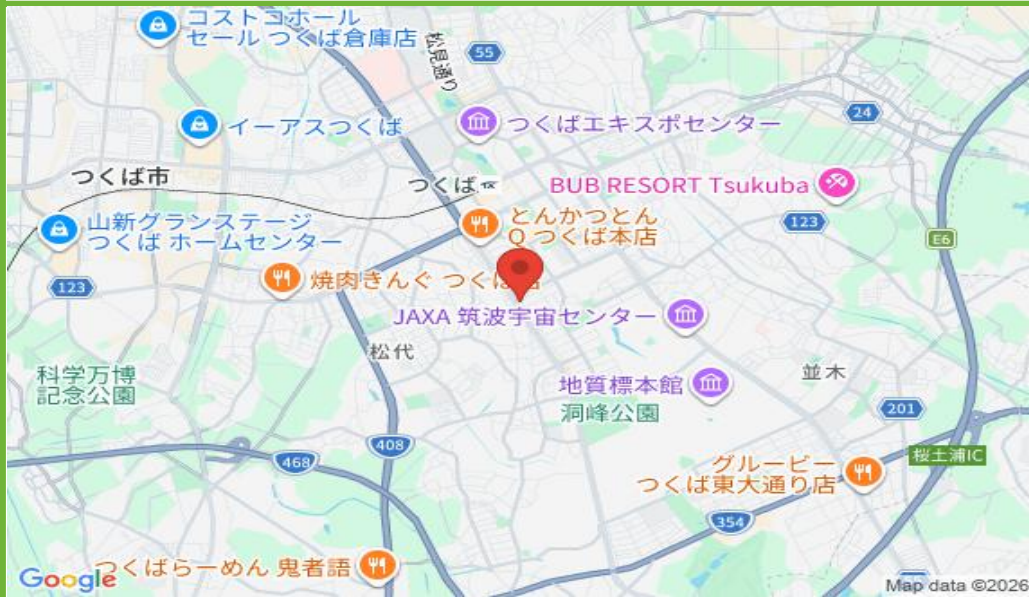 コストコホール
セール つくば倉庫店
松見通り
55
イーアスつくば
つくばエキスポセンター
24
つくば市
つくば
BUB RESORT Tsukuba
山新グランステージ
つくば ホームセンター
とんかつとん
Q つくば本店
123
E6
123
焼肉きんぐ つくば
JAXA 筑波宇宙センター
松代
科学万博
記念公園
地質標本館
洞峰公園
並木
201
408
468
桜土浦IC
グルービー
つくば東大通り店
354
つくばらーめん 鬼者語
Google
Map data ©2026